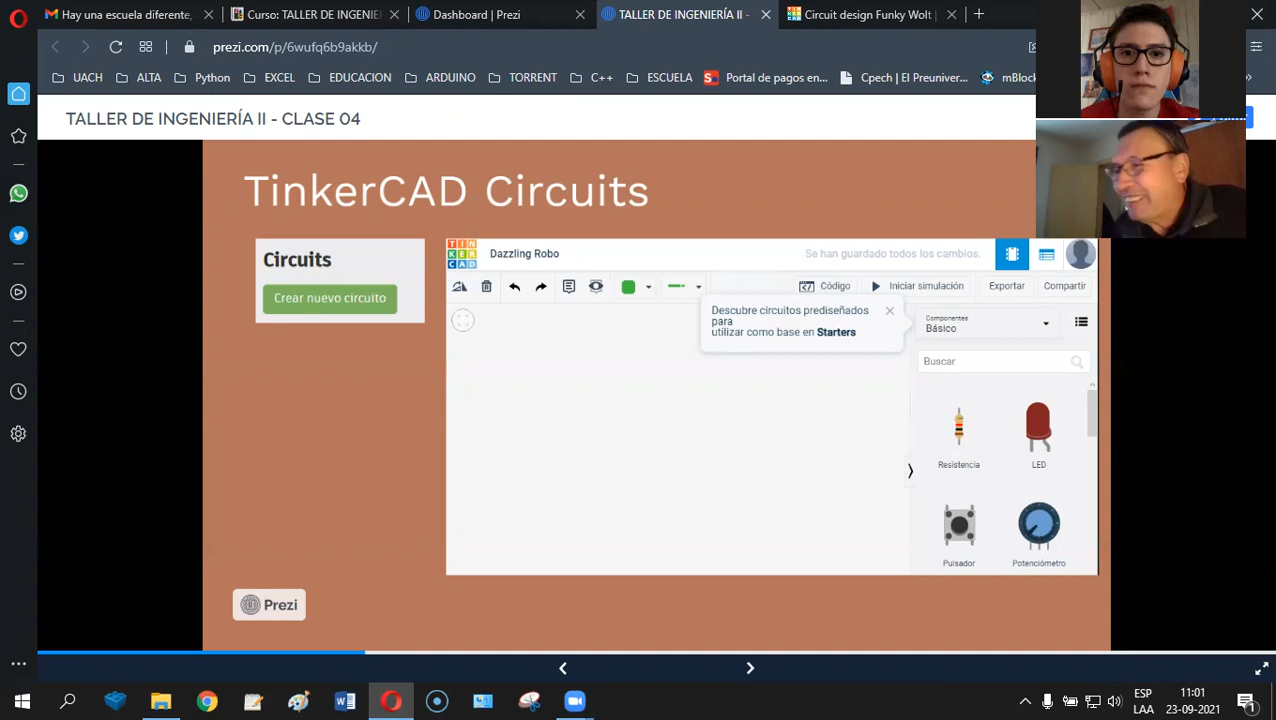 Hay una escuela diferente,
Curso: TALLER DE INGENIER
Dashboard | Prezi
TALLER DE INGENIERÍA II -
Circuit design Funky Wolt |
prezi.com/p/6wufq6b9akkb/
UACH
ALTA
Python
EXCEL
EDUCACION
ARDUINO
TORRENT
C++
ESCUELA
Portal de pagos en...
Cpech | El Preuniver...
mBlock
TALLER DE INGENIERÍA II - CLASE 04
TinkerCAD Circuits
Circuits
Crear nuevo circuito
TIN
KER
CAD
Dazzling Robo
Se han guardado todos los cambios.
Código
Iniciar simulación
Exportar
Compartir
Descubre circuitos prediseñados
para
utilizar como base en Starters
Componentes
Básico
Buscar
Resistencia
LED
Pulsador
Potenciómetro
Prezi
ESP
LAA
11:01
23-09-2021
1